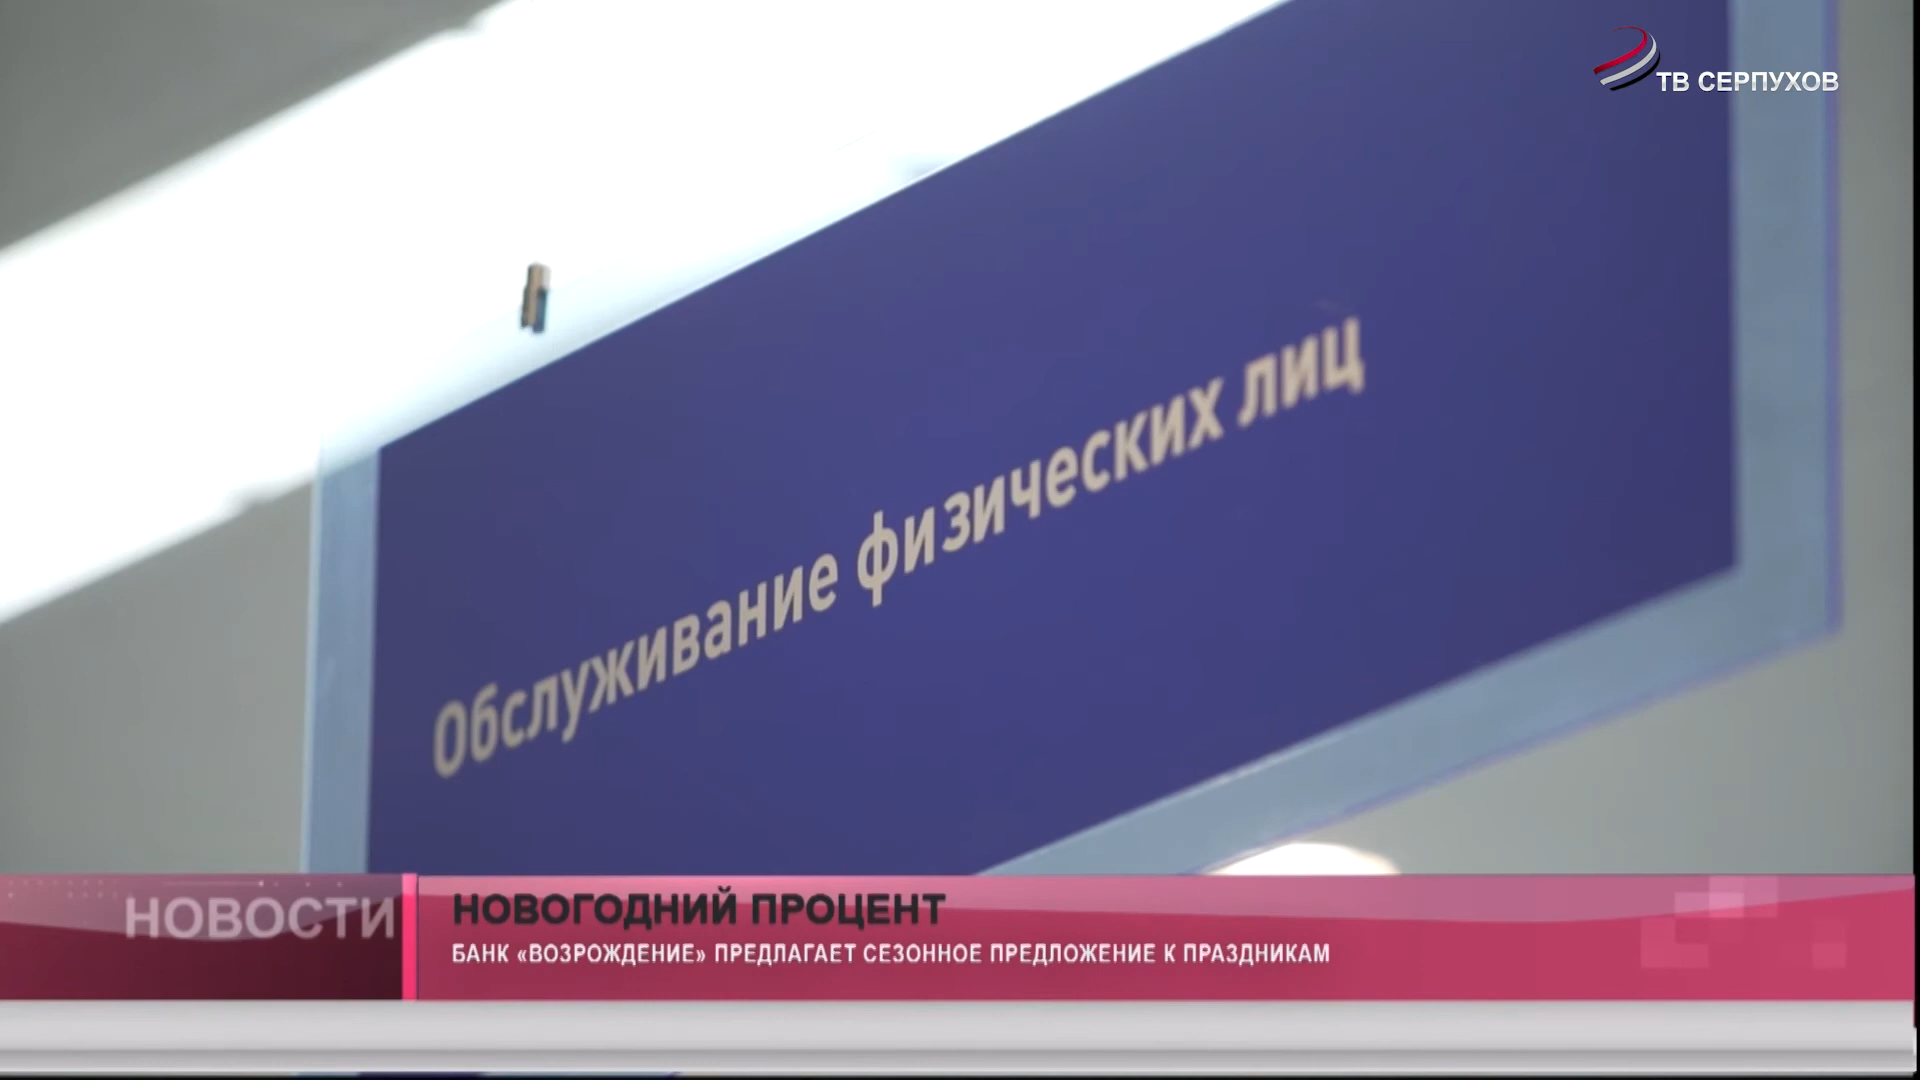 ТВ СЕРПУХОВ
Обслуживание физических лиц
НОВОСТИ
НОВОГОДНИЙ ПРОЦЕНТ
БАНК «ВОЗРОЖДЕНИЕ» ПРЕДЛАГАЕТ СЕЗОННОЕ ПРЕДЛОЖЕНИЕ К ПРАЗДНИКАМ